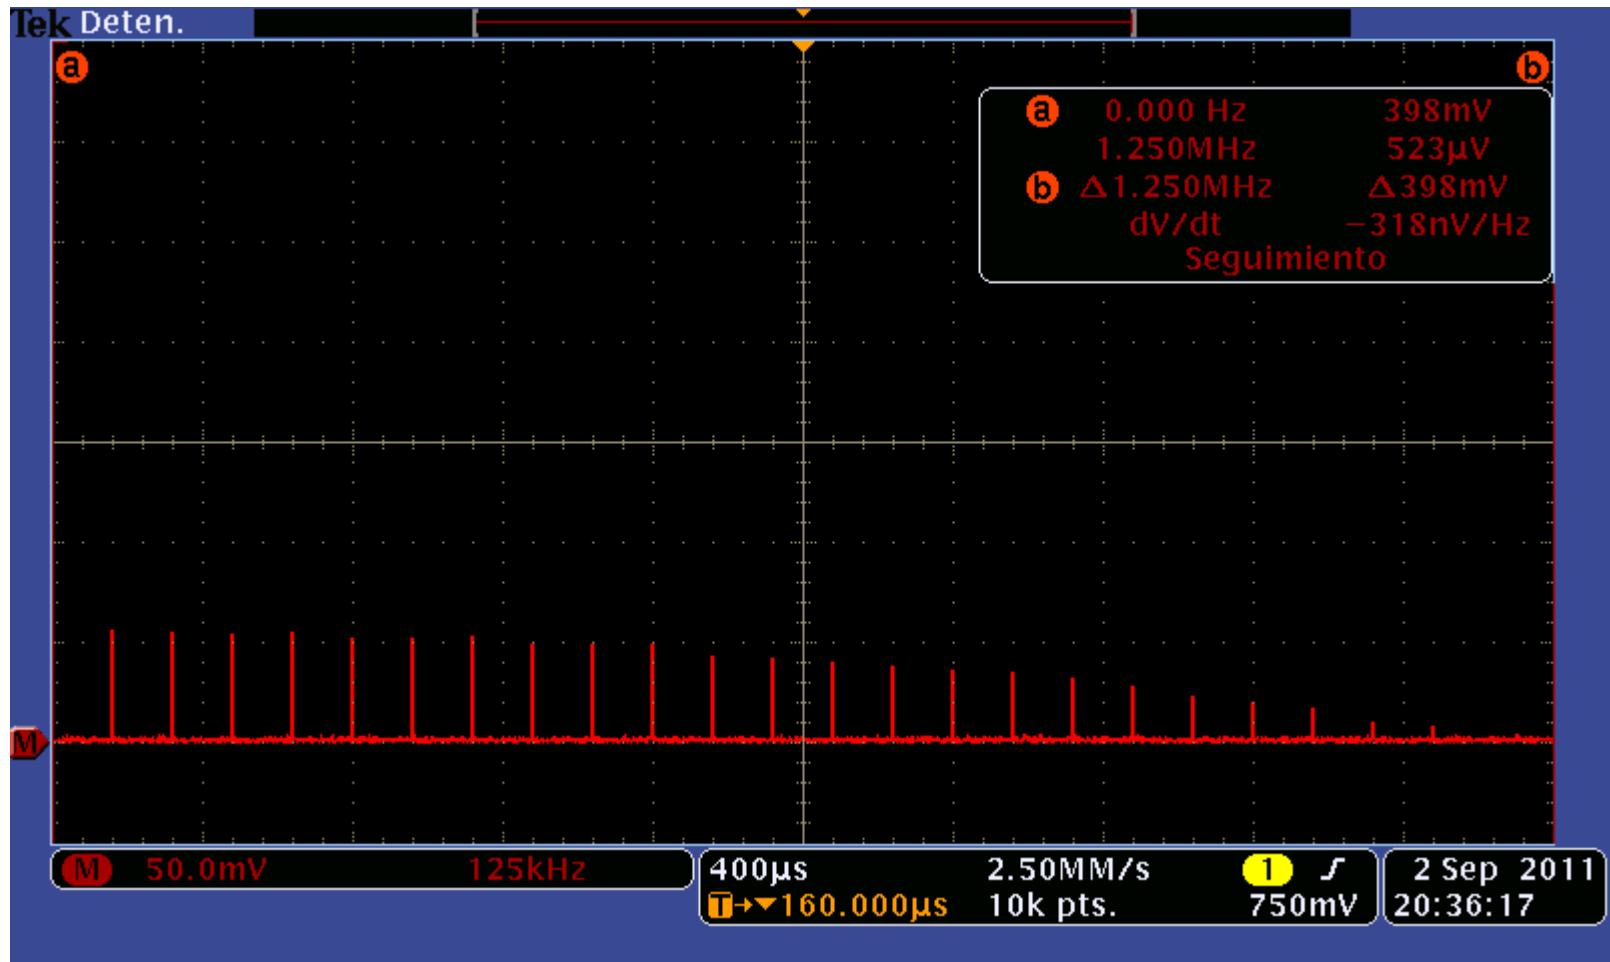 Tek Deten.
a
b
a 0.000 Hz 398mV
1.250MHz 523µV
b Δ1.250MHz Δ398mV
dV/dt −318nV/Hz
Seguimiento
M
M 50.0mV 125kHz
400µs 2.50MM/s 1 750mV
T→▼160.000µs 10k pts.
2 Sep 2011
20:36:17